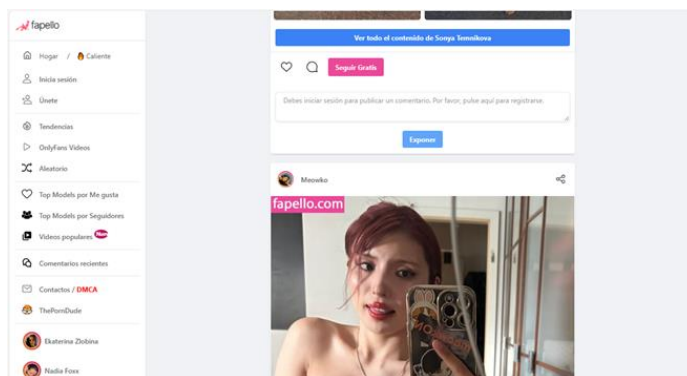 fapello
Hogar / Caliente
Inicia sesión
Únete
Tendencias
OnlyFans Videos
Aleatorio
Top Models por Me gusta
Top Models por Seguidores
Videos populares
Comentarios recientes
Contactos / DMCA
ThePornDude
Ekaterina Zlobina
Nadia Foxx
Ver todo el contenido de Sonya Temnikova
Seguir Gratis
Debes iniciar sesión para publicar un comentario. Por favor, pulse aquí para registrarse.
Exponer
Meowko
fapello.com